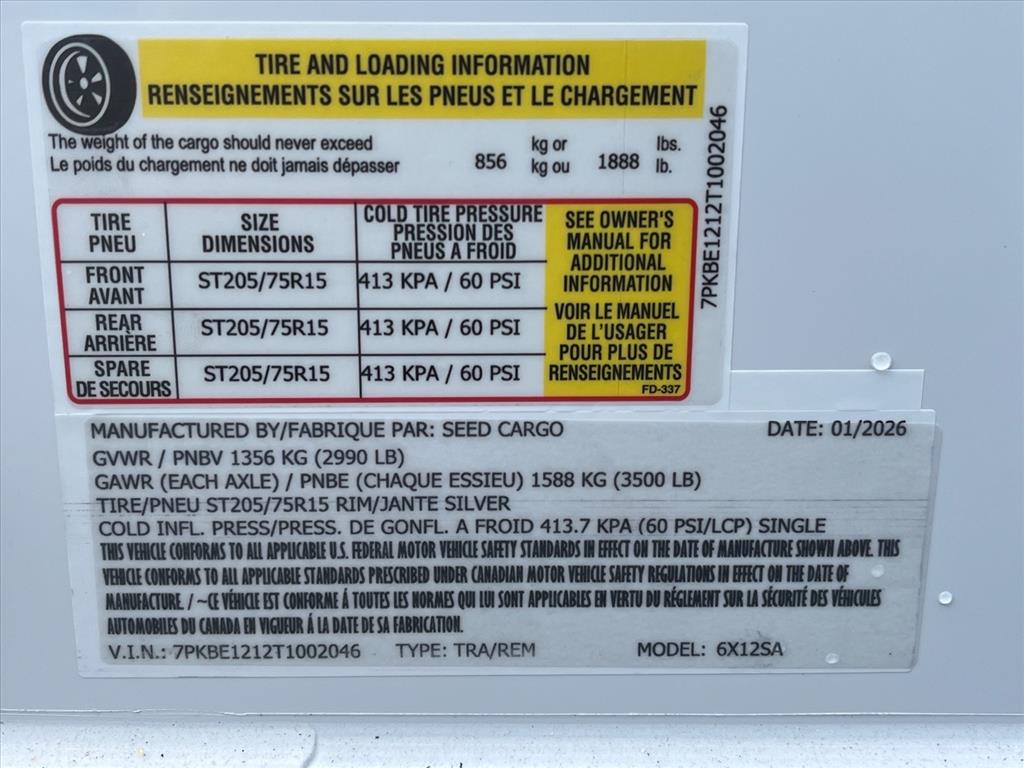 TIRE AND LOADING INFORMATION
RENSEIGNEMENTS SUR LES PNEUS ET LE CHARGEMENT
The weight of the cargo should never exceed kg or lbs.
Le poids du chargement ne doit jamais dépasser 856 kg ou 1888 lb.
TIRE PNEU SIZE DIMENSIONS COLD TIRE PRESSURE PRESSION DES PNEUS A FROID
FRONT AVANT ST205/75R15 413 KPA / 60 PSI
REAR ARRIÈRE ST205/75R15 413 KPA / 60 PSI
SPARE DE SECOURS ST205/75R15 413 KPA / 60 PSI
SEE OWNER'S
MANUAL FOR
ADDITIONAL
INFORMATION
VOIR LE MANUEL
DE L'USAGER
POUR PLUS DE
RENSEIGNEMENTS
FD-337
7PKBE1212T1002046
MANUFACTURED BY/FABRIQUE PAR: SEED CARGO DATE: 01/2026
GVWR / PNBV 1356 KG (2990 LB)
GAWR (EACH AXLE) / PNBE (CHAQUE ESSIEU) 1588 KG (3500 LB)
TIRE/PNEU ST205/75R15 RIM/JANTE SILVER
COLD INFL. PRESS/PRESS. DE GONFL. A FROID 413.7 KPA (60 PSI/LCP) SINGLE
THIS VEHICLE CONFORMS TO ALL APPLICABLE U.S. FEDERAL MOTOR VEHICLE SAFETY STANDARDS IN EFFECT ON THE DATE OF MANUFACTURE SHOWN ABOVE. THIS
VEHICLE CONFORMS TO ALL APPLICABLE STANDARDS PRESCRIBED UNDER CANADIAN MOTOR VEHICLE SAFETY REGULATIONS IN EFFECT ON THE DATE OF
MANUFACTURE. / ~CE VÉHICLE EST CONFORME Á TOUTES LES NORMES QUI LUI SONT APPLICABLES EN VERTU DU RÉGLEMENT SUR LA SÉCURITÉ DES VÉHICULES
AUTOMOBILES DU CANADA EN VIGUEUR Á LA DATE DE SA FABRICATION.
V.I.N.: 7PKBE1212T1002046 TYPE: TRA/REM MODEL: 6X12SA